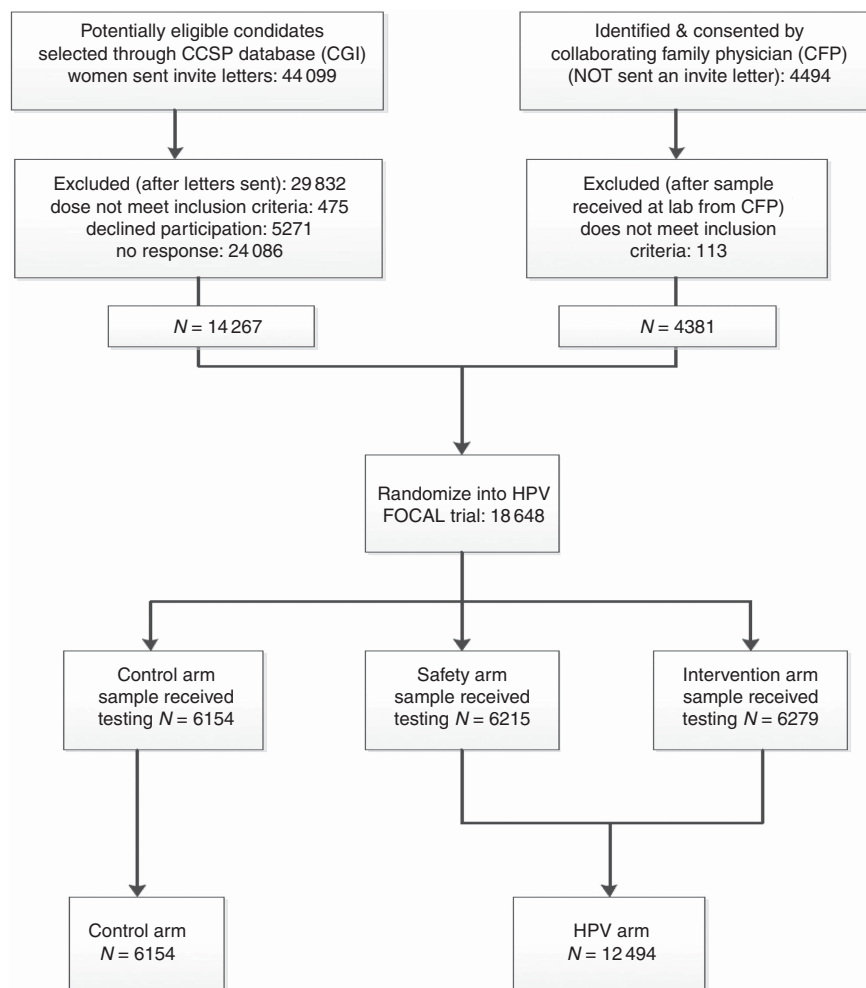 Potentially eligible candidates
selected through CCSP database (CGI)
women sent invite letters: 44 099
Identified & consented by
collaborating family physician (CFP)
(NOT sent an invite letter): 4494
Excluded (after letters sent): 29 832
dose not meet inclusion criteria: 475
declined participation: 5271
no response: 24 086
Excluded (after sample
received at lab from CFP)
does not meet inclusion
criteria: 113
N = 14 267
N = 4381
Randomize into HPV
FOCAL trial: 18 648
Control arm
sample received
testing N = 6154
Safety arm
sample received
testing N = 6215
Intervention arm
sample received
testing N = 6279
Control arm
N = 6154
HPV arm
N = 12 494